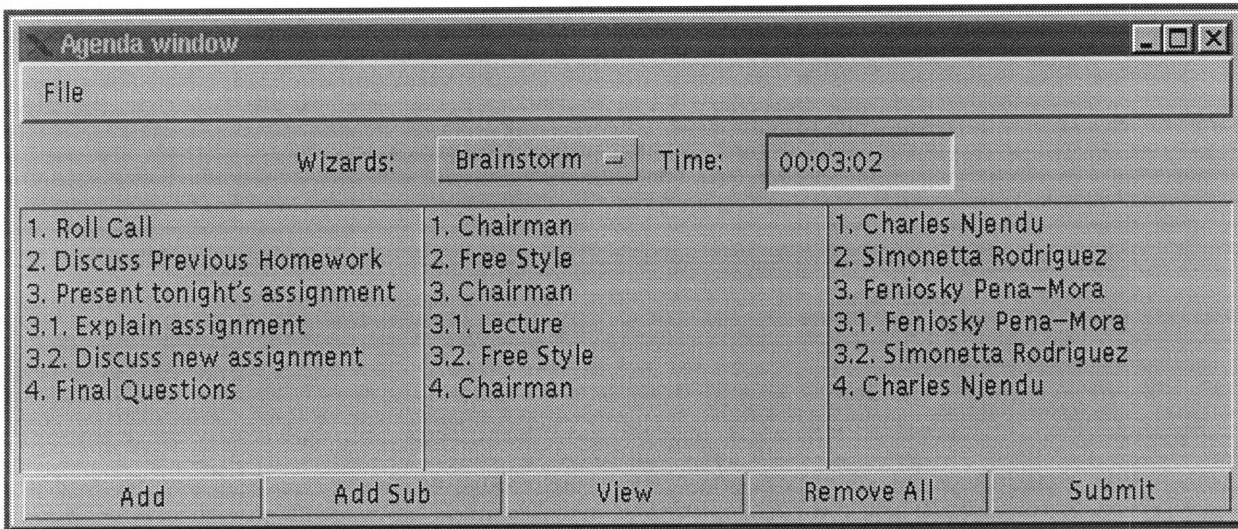 Agenda window
File
Wizards: Brainstorm Time: 00:03:02
1. Roll Call
2. Discuss Previous Homework
3. Present tonight's assignment
3.1. Explain assignment
3.2. Discuss new assignment
4. Final Questions
1. Chairman
2. Free Style
3. Chairman
3.1. Lecture
3.2. Free Style
4. Chairman
1. Charles Njendu
2. Simonetta Rodriguez
3. Feniosky Pena-Mora
3.1. Feniosky Pena-Mora
3.2. Simonetta Rodriguez
4. Charles Njendu
Add Add Sub View Remove All Submit